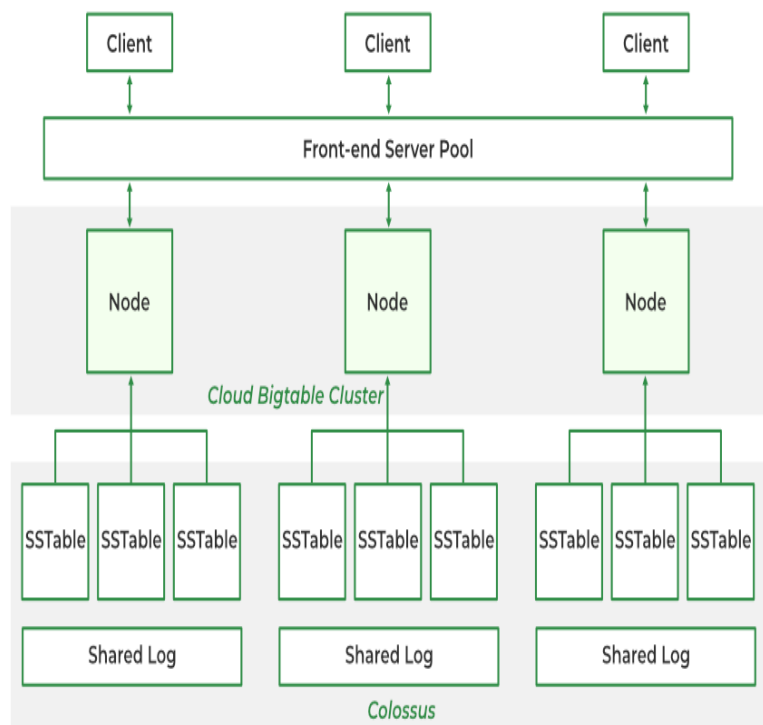 Client Client Client
Front-end Server Pool
Node Node Node
Cloud Bigtable Cluster
SSTable SSTable SSTable SSTable SSTable SSTable SSTable SSTable SSTable
Shared Log Shared Log Shared Log
Colossus